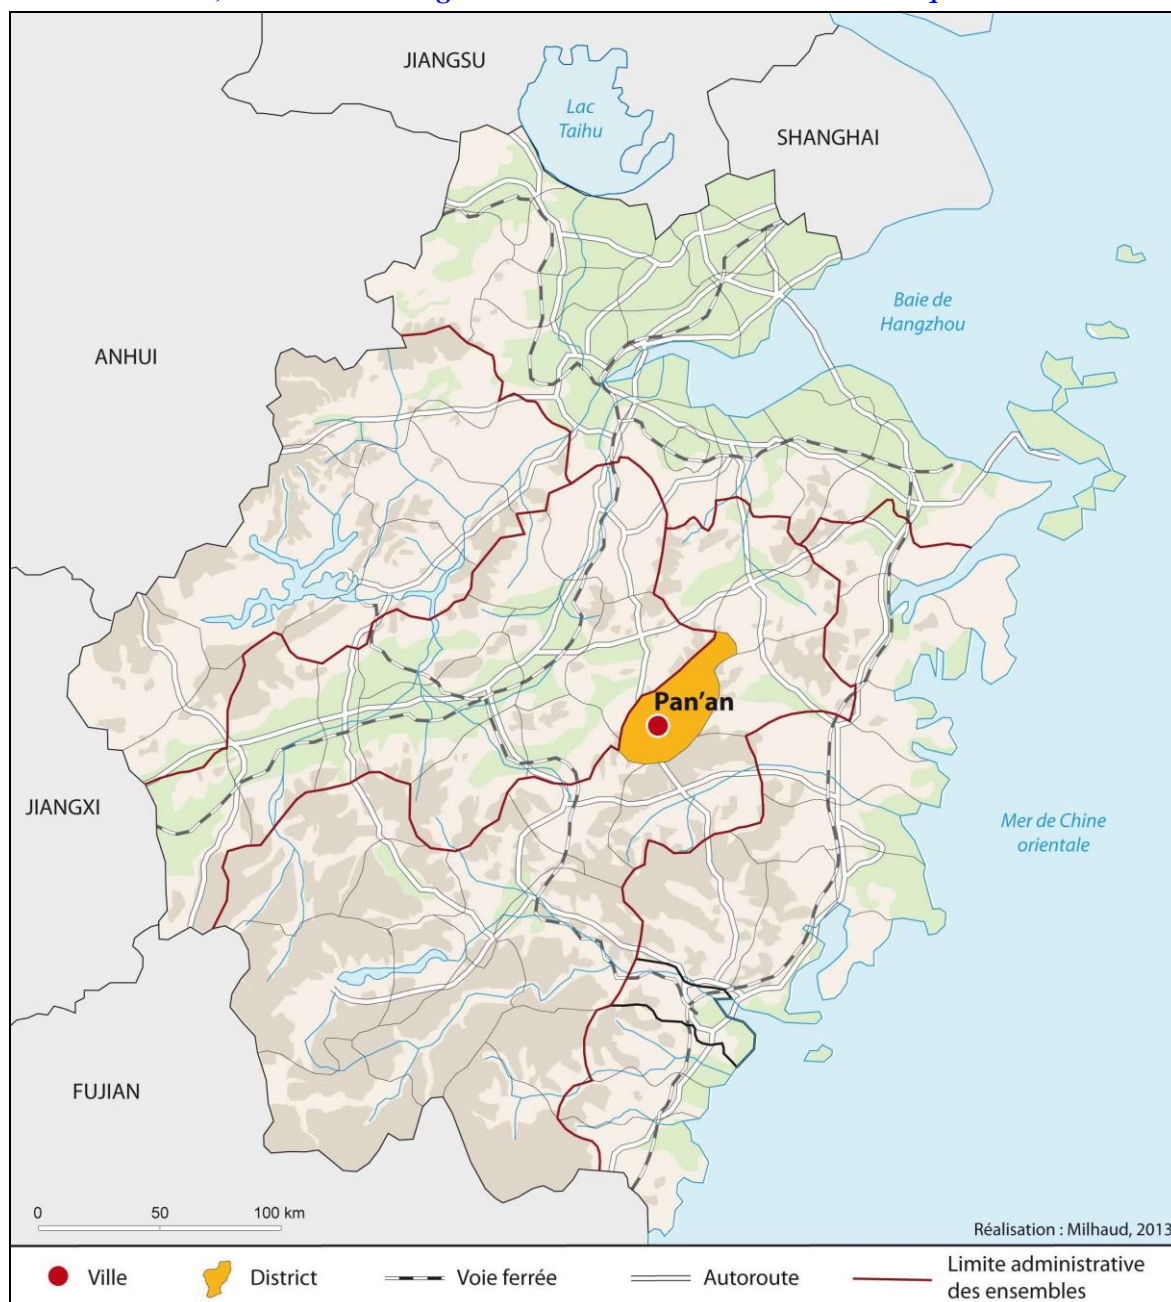 JIANGSU
Lac
Taihu
SHANGHAI
Baie de
Hangzhou
ANHUI
Pan’an
JIANGXI
Mer de Chine
orientale
FUJIAN
0 50 100 km
Réalisation : Milhaud, 2013
Ville
District
Voie ferrée
Autoroute
Limite administrative
des ensembles